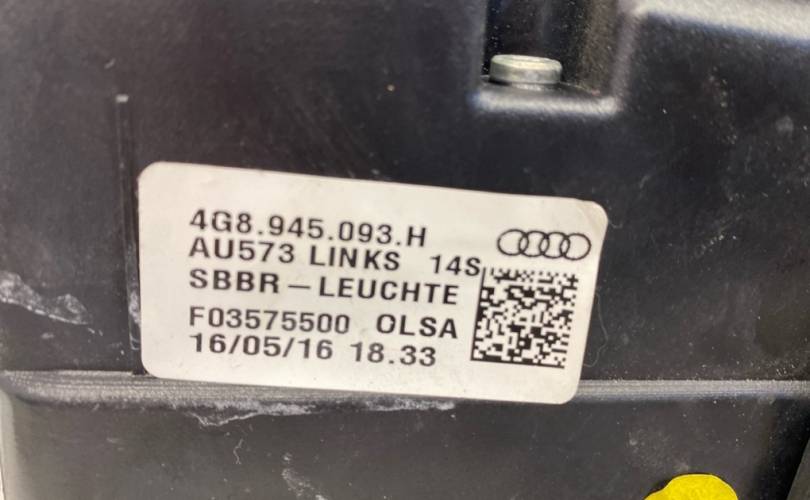 4G8.945.093.H
AU573 LINKS 14S
SBBR-LEUCHTE
F03575500 OLSA
16/05/16 18.33